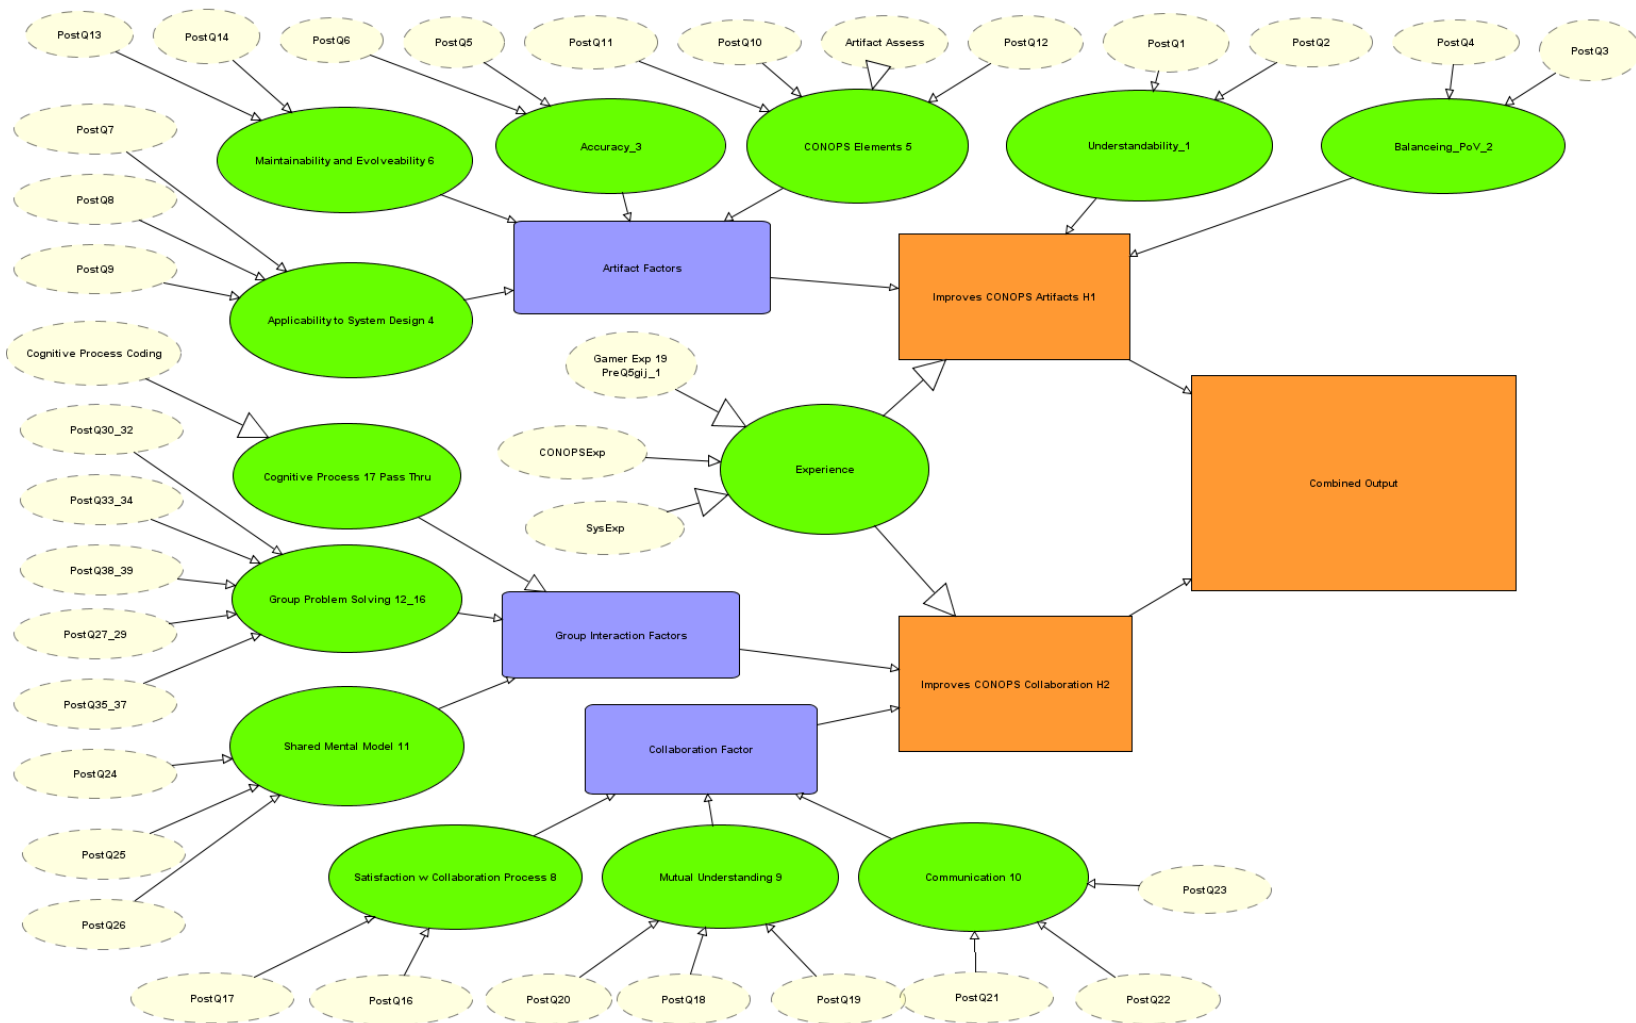 PostQ13
PostQ14
PostQ6
PostQ5
PostQ11
PostQ10
Artifact Assess
PostQ12
PostQ1
PostQ2
PostQ4
PostQ3
PostQ7
Maintainability and Evolveability 6
Accuracy_3
CONOPS Elements 5
Understandability_1
Balanceing_PoV_2
PostQ8
PostQ9
Artifact Factors
Improves CONOPS Artifacts H1
Applicability to System Design 4
Cognitive Process Coding
Gamer Exp 19
PreQ5gij_1
PostQ30_32
CONOPSExp
Experience
Cognitive Process 17 Pass Thru
Combined Output
PostQ33_34
SysExp
PostQ38_39
Group Problem Solving 12_16
PostQ27_29
Group Interaction Factors
Improves CONOPS Collaboration H2
PostQ35_37
Shared Mental Model 11
Collaboration Factor
PostQ24
PostQ25
Satisfaction w Collaboration Process 8
Mutual Understanding 9
Communication 10
PostQ23
PostQ26
PostQ17
PostQ16
PostQ20
PostQ18
PostQ19
PostQ21
PostQ22